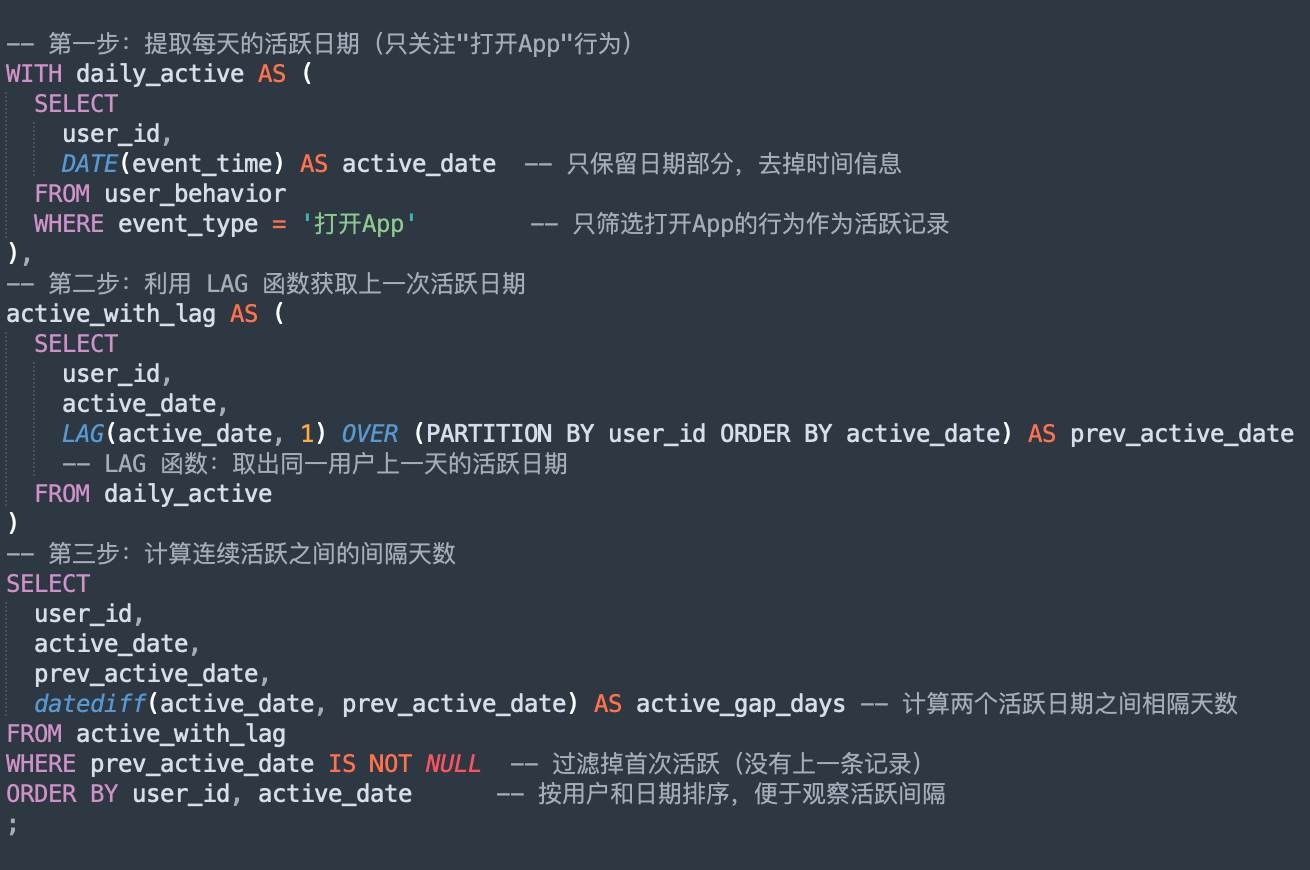 -- 第一步：提取每天的活跃日期（只关注"打开App"行为）
WITH daily_active AS (
  SELECT
    user_id,
    DATE(event_time) AS active_date  -- 只保留日期部分，去掉时间信息
  FROM user_behavior
  WHERE event_type = '打开App'        -- 只筛选打开App的行为作为活跃记录
),
-- 第二步：利用 LAG 函数获取上一次活跃日期
active_with_lag AS (
  SELECT
    user_id,
    active_date,
    LAG(active_date, 1) OVER (PARTITION BY user_id ORDER BY active_date) AS prev_active_date
    -- LAG 函数：取出同一用户上一天的活跃日期
  FROM daily_active
)
-- 第三步：计算连续活跃之间的间隔天数
SELECT
  user_id,
  active_date,
  prev_active_date,
  datediff(active_date, prev_active_date) AS active_gap_days -- 计算两个活跃日期之间相隔天数
FROM active_with_lag
WHERE prev_active_date IS NOT NULL  -- 过滤掉首次活跃（没有上一条记录）
ORDER BY user_id, active_date      -- 按用户和日期排序，便于观察活跃间隔
;